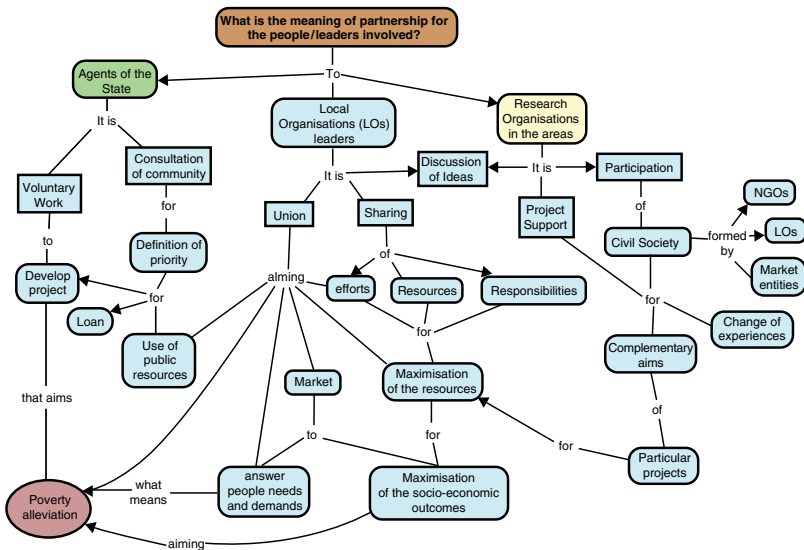 What is the meaning of partnership for
the people/leaders involved?
Agents of the
State
To
Local
Organisations (LOs)
leaders
Research
Organisations
in the areas
It is
Consultation
of community
Voluntary
Work
It is
Discussion
of Ideas
It is
Participation
Union
Sharing
Project
Support
NGOs
for
of
to
Definition of
priority
of
Civil Society
formed
by
LOs
Develop
project
alming
efforts
Resources
Responsibilities
Market
entities
for
Loan
for
for
Use of
public
resources
Change of
experiences
Complementary
aims
Market
Maximisation
of the resources
that aims
to
for
of
for
Particular
projects
what
means
answer
people needs
and demands
Maximisation
of the socio-economic
outcomes
Poverty
alleviation
aiming